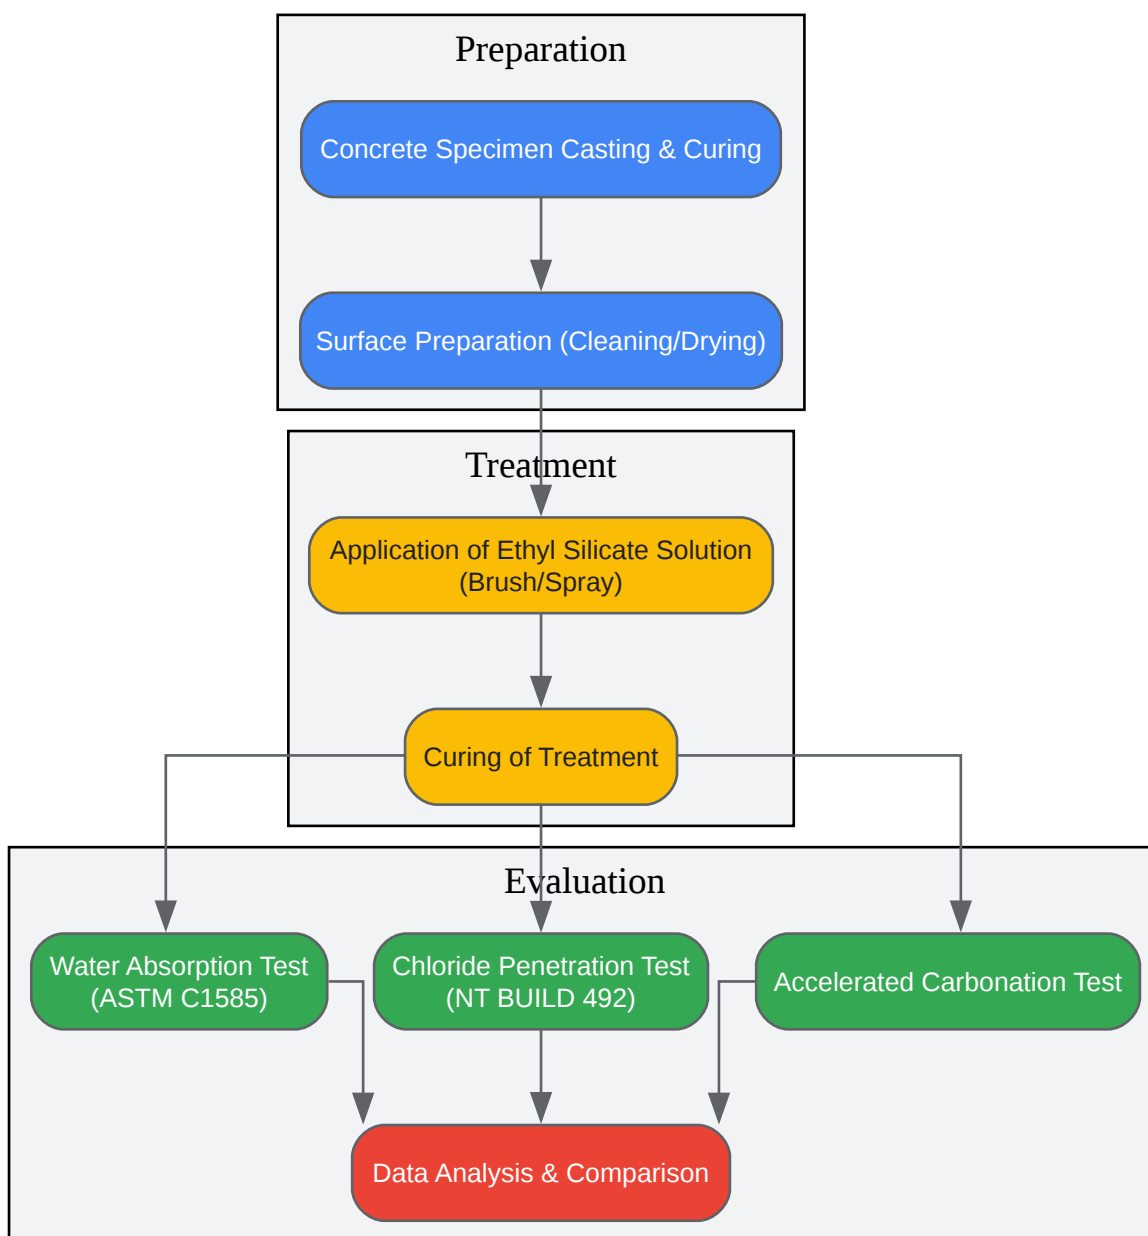 Preparation
Concrete Specimen Casting & Curing
Surface Preparation (Cleaning/Drying)
Treatment
Application of Ethyl Silicate Solution
(Brush/Spray)
Curing of Treatment
Evaluation
Water Absorption Test
(ASTM C1585)
Chloride Penetration Test
(NT BUILD 492)
Accelerated Carbonation Test
Data Analysis & Comparison